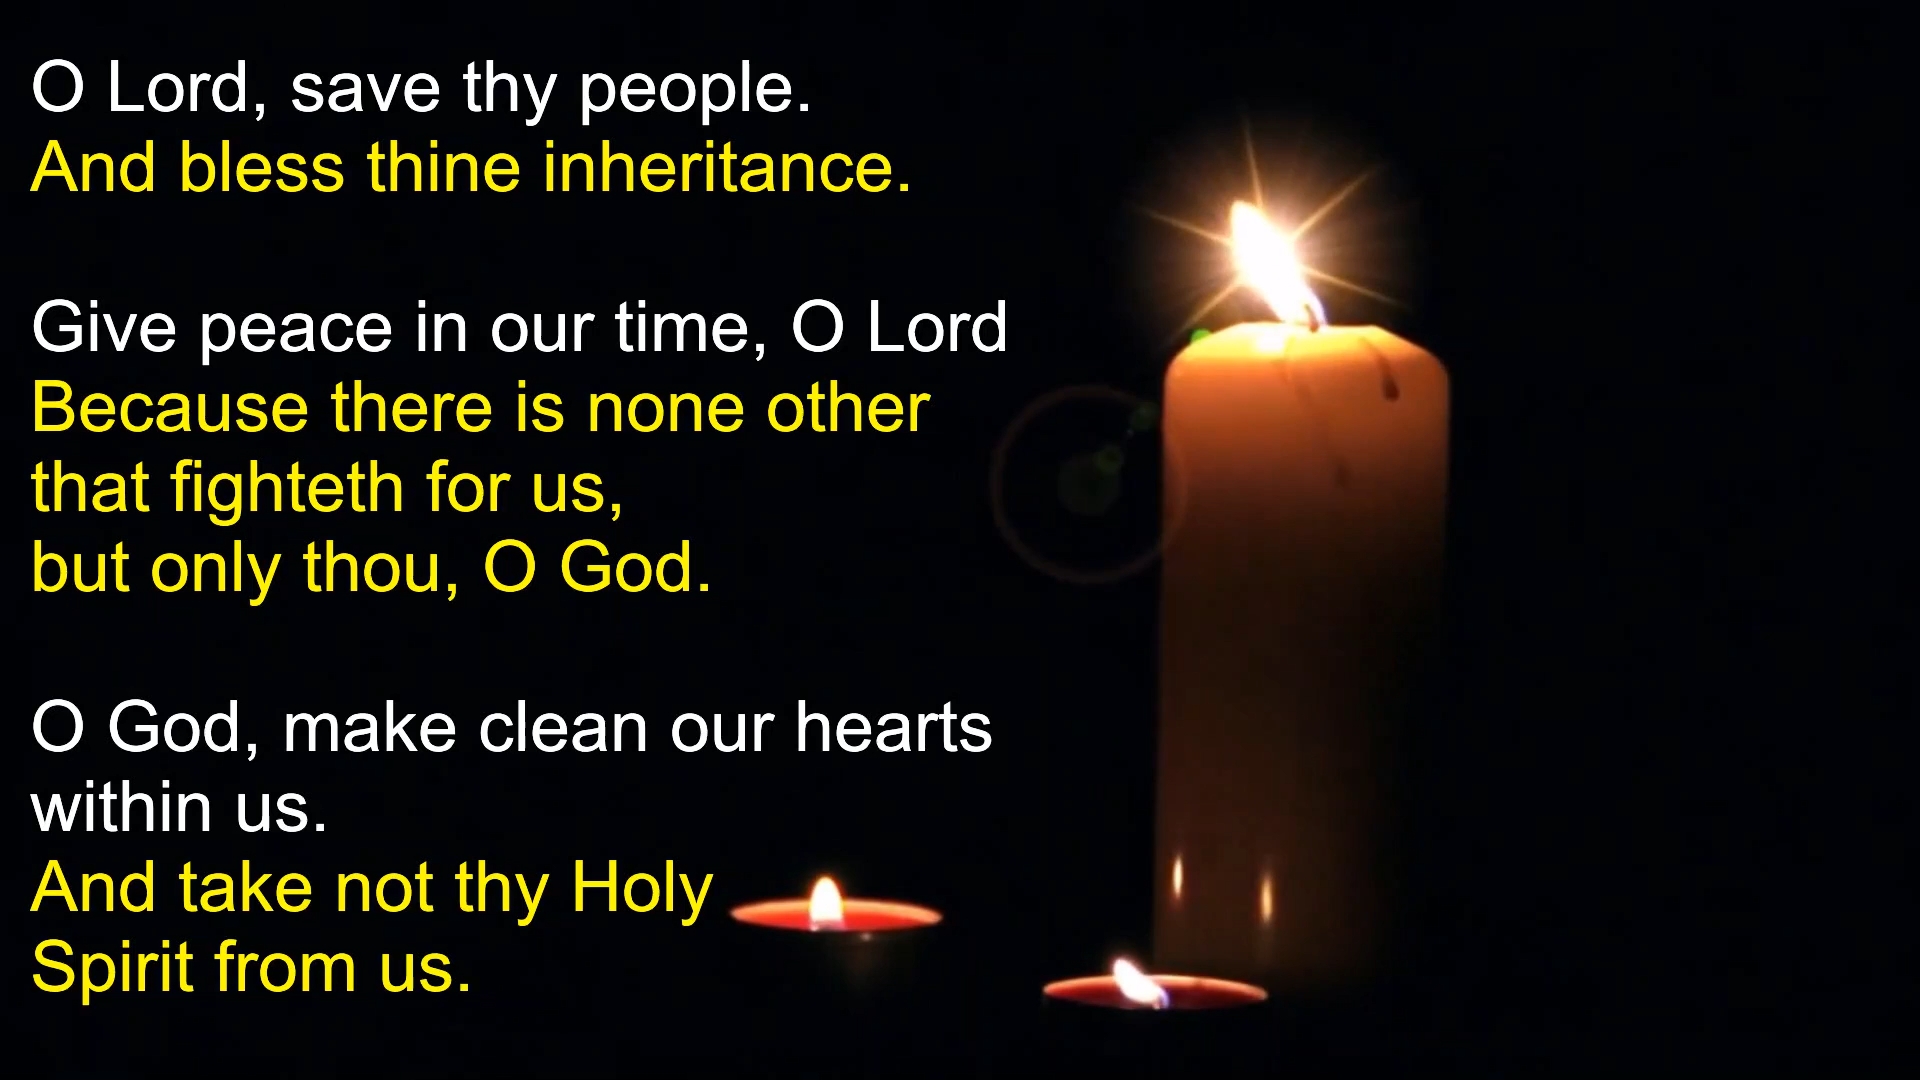 O Lord, save thy people.
And bless thine inheritance.
Give peace in our time, O Lord
Because there is none other
that fighteth for us,
but only thou, O God.
O God, make clean our hearts
within us.
And take not thy Holy
Spirit from us.